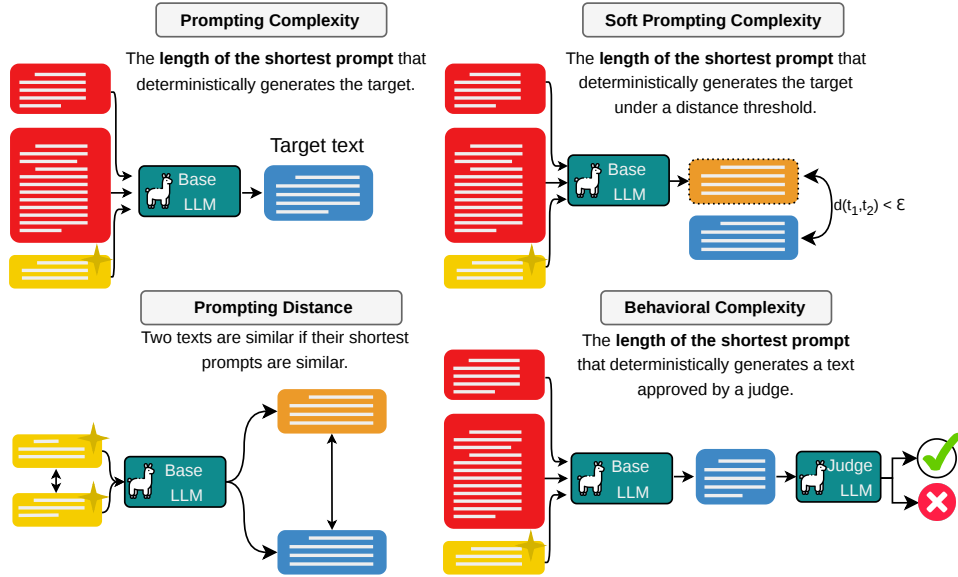 Prompting Complexity
The length of the shortest prompt that
deterministically generates the target.
Target text
Base
LLM
Soft Prompting Complexity
The length of the shortest prompt that
deterministically generates the target
under a distance threshold.
Base
LLM
d(t₁,t₂) < ℇ
Prompting Distance
Two texts are similar if their shortest
prompts are similar.
Base
LLM
Behavioral Complexity
The length of the shortest prompt
that deterministically generates a text
approved by a judge.
Base
LLM
Judge
LLM